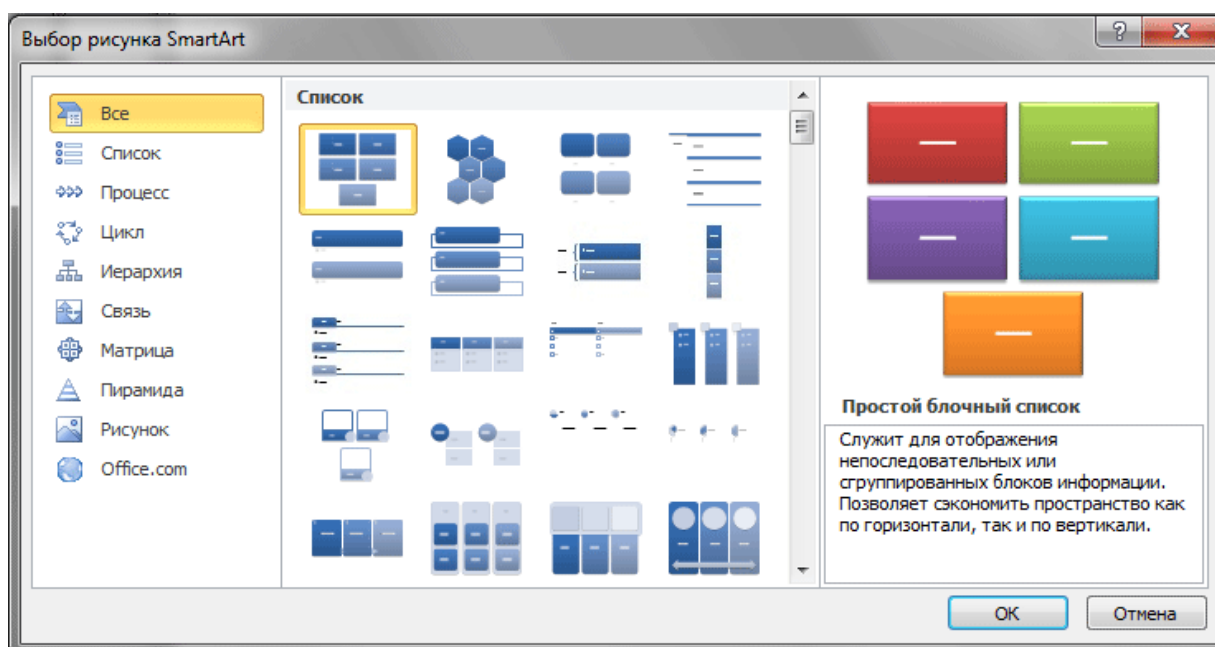 Выбор рисунка SmartArt
Все
Список
Процесс
Цикл
Иерархия
Связь
Матрица
Пирамида
Рисунок
Office.com
Список
Простой блочный список
Служит для отображения
непоследовательных или
сгруппированных блоков информации.
Позволяет сэкономить пространство как
по горизонтали, так и по вертикали.
ОК
Отмена